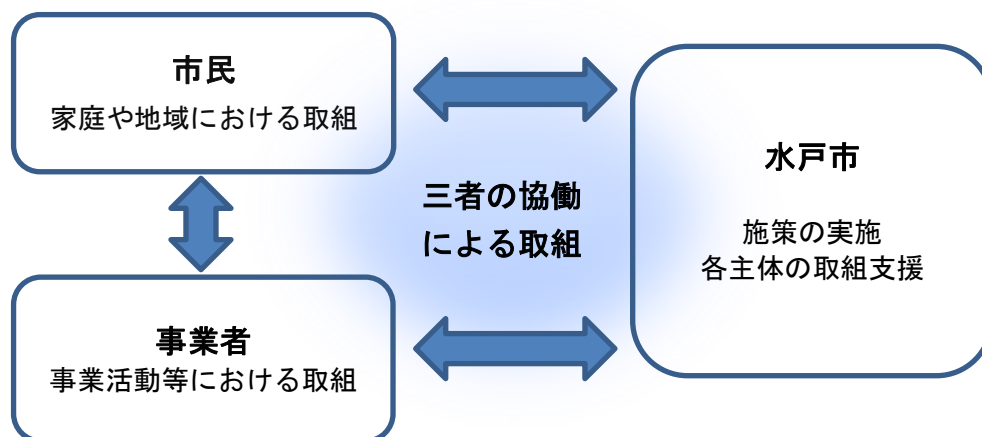 市民
家庭や地域における取組
三者の協働
による取組
水戸市
施策の実施
各主体の取組支援
事業者
事業活動等における取組